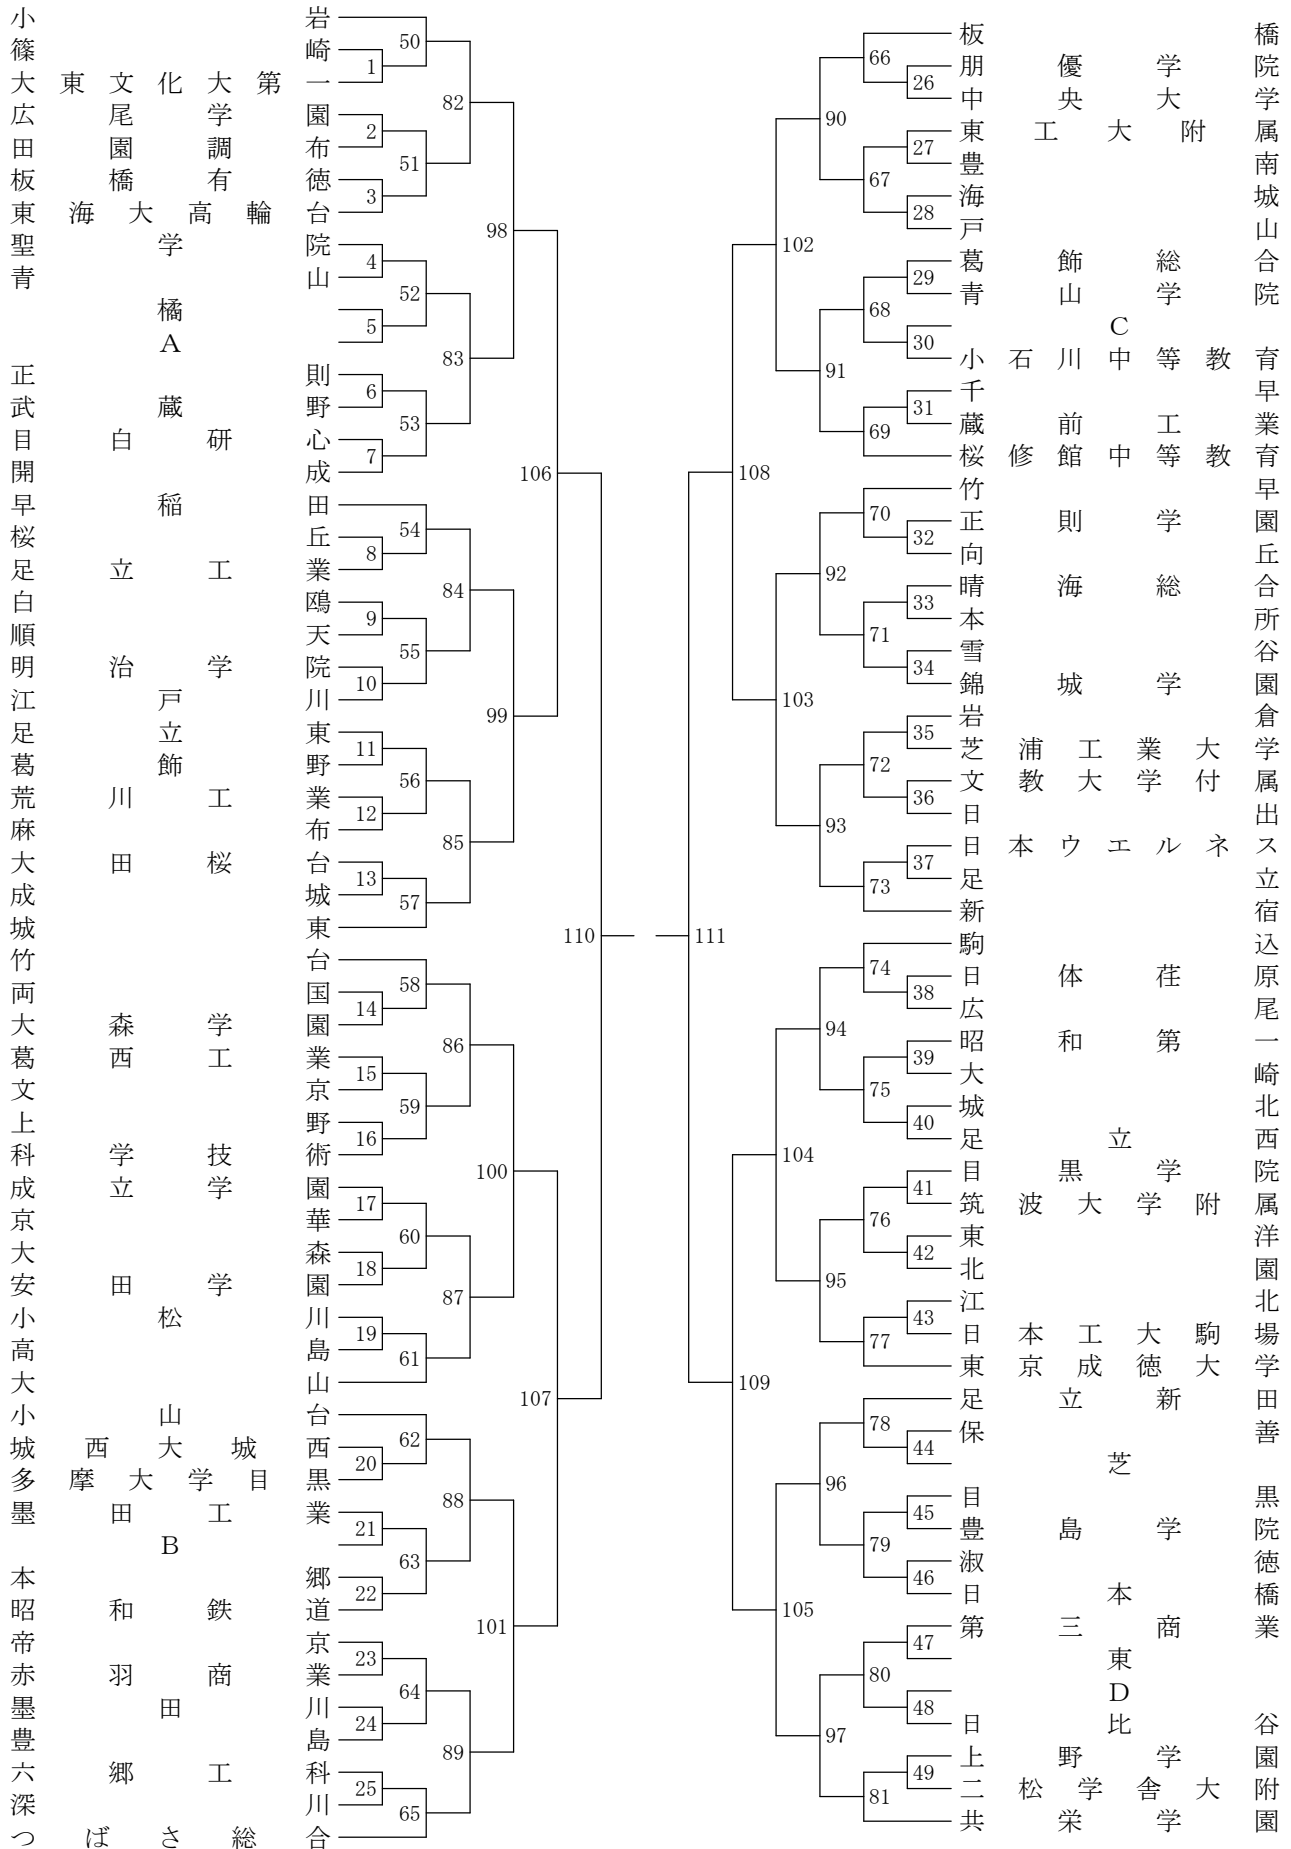 小岩
篠崎
大東文化大第一
広尾学園
田園調布
板橋有徳
東海大高輪台
聖学院
青山
橘
A
正則
武蔵野
目白研心
開成
早稲田
桜丘
足立工業
白鴎
順天
明治学院
江戸川
足立東
葛飾野
荒川工業
麻布
大田桜台
成城
城東
竹台
両国
大森学園
葛西工業
文京
上野
科学技術
成立学園
京華
大森
安田学園
小松川
高島
大山
小山台
城西大城西
多摩大学目黒
墨田工業
B
本郷
昭和鉄道
帝京
赤羽商業
墨田川
豊島
六郷工科
深川
つばさ総合
1
2
3
4
5
6
7
8
9
10
11
12
13
14
15
16
17
18
19
20
21
22
23
24
25
50
51
52
53
54
55
56
57
58
59
60
61
62
63
64
65
82
83
84
85
86
87
88
89
98
99
100
101
106
107
110
111
108
109
102
103
104
105
90
91
92
93
94
95
96
97
66
67
68
69
70
71
72
73
74
75
76
77
78
79
80
81
26
27
28
29
30
31
32
33
34
35
36
37
38
39
40
41
42
43
44
45
46
47
48
49
板橋
朋優学院
中央大学
東工大附属
豊南
海城
戸山
葛飾総合
青山学院
C
小石川中等教育
千早
蔵前工業
桜修館中等教育
竹早
正則学園
向丘
晴海総合
本所
雪谷
錦城学園
岩倉
芝浦工業大学
文教大学付属
日出
日本ウエルネス
足立
新宿
駒込
日体荏原
広尾
昭和第一
大崎
城北
足立西
目黒学院
筑波大学附属
東洋
北園
江北
日本工大駒場
東京成徳大学
足立新田
保善
芝
目黒
豊島学院
淑徳
日本橋
第三商業
東
D
日比谷
上野学園
二松学舎大附
共栄学園